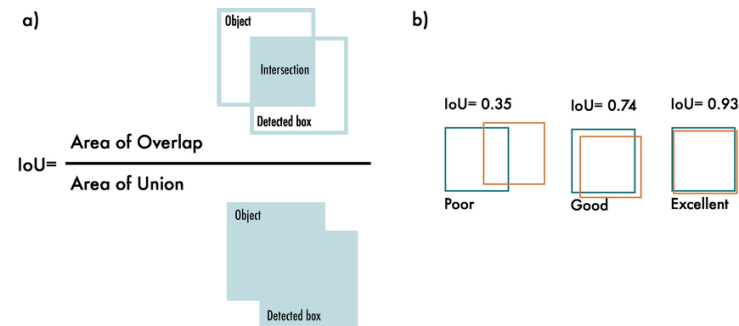 a)
Object
Intersection
Detected box
IoU=
Area of Overlap
Area of Union
Object
Detected box
b)
IoU= 0.35
IoU= 0.74
IoU= 0.93
Poor
Good
Excellent